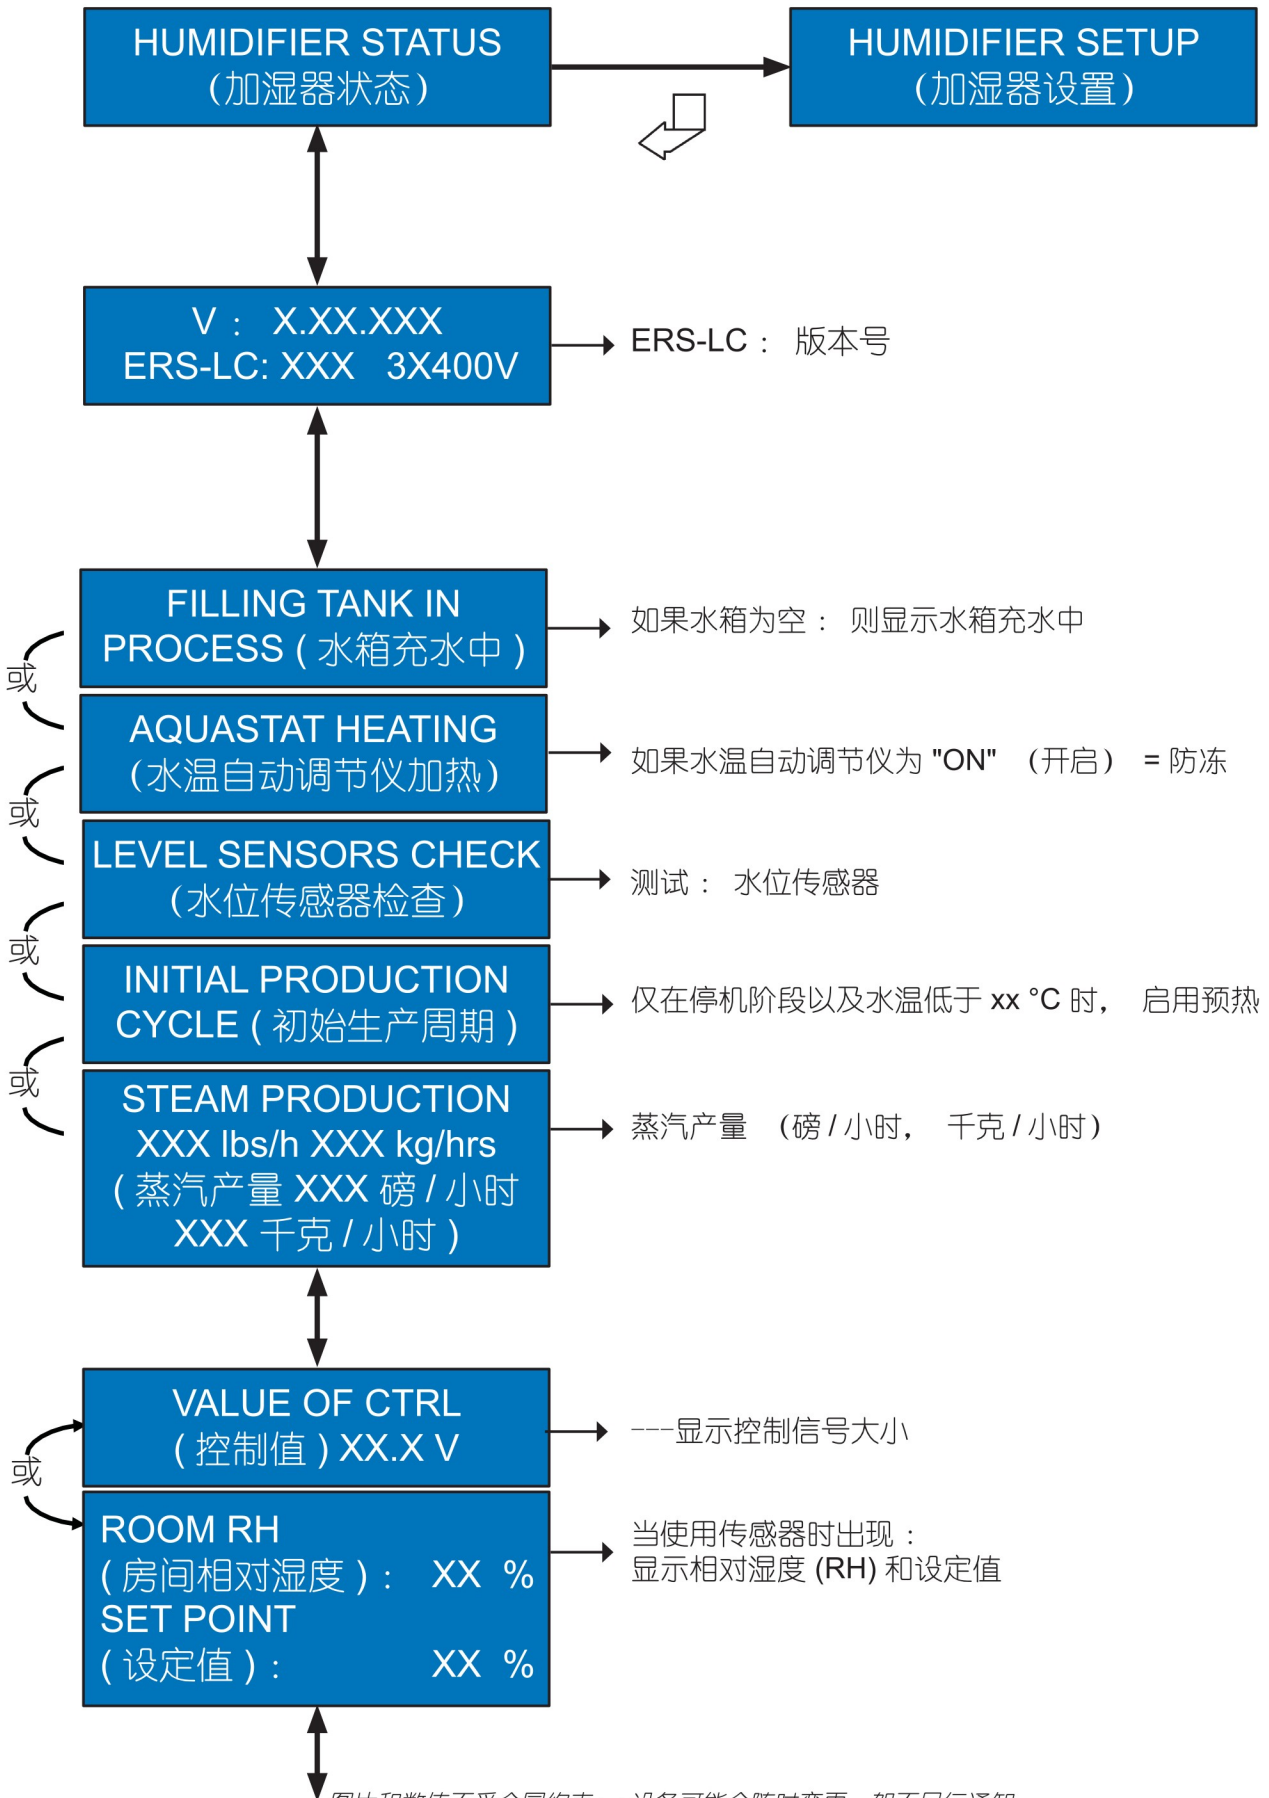 HUMIDIFIER STATUS
(加湿器状态)
HUMIDIFIER SETUP
(加湿器设置)
V： X.XX.XXX
ERS-LC: XXX 3X400V
ERS-LC： 版本号
FILLING TANK IN
PROCESS ( 水箱充水中 )
如果水箱为空： 则显示水箱充水中
或
AQUASTAT HEATING
(水温自动调节仪加热)
如果水温自动调节仪为 "ON" (开启) = 防冻
或
LEVEL SENSORS CHECK
(水位传感器检查)
测试： 水位传感器
或
INITIAL PRODUCTION
CYCLE ( 初始生产周期 )
仅在停机阶段以及水温低于 xx °C 时， 启用预热
或
STEAM PRODUCTION
XXX lbs/h XXX kg/hrs
( 蒸汽产量 XXX 磅 / 小时
XXX 千克 / 小时 )
蒸汽产量 (磅 / 小时， 千克 / 小时)
VALUE OF CTRL
( 控制值 ) XX.X V
---显示控制信号大小
或
ROOM RH
( 房间相对湿度 )： XX %
SET POINT
( 设定值 )： XX %
当使用传感器时出现：
显示相对湿度 (RH) 和设定值